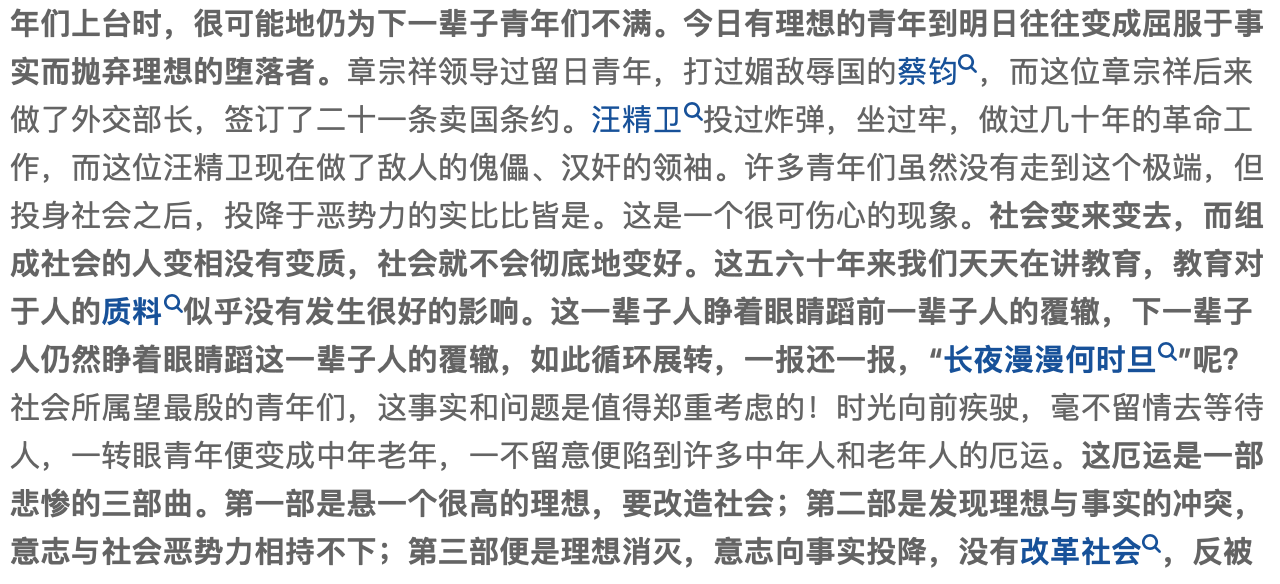 年们上台时，很可能地仍为下一辈子青年们不满。今日有理想的青年到明日往往变成屈服于事
实而抛弃理想的堕落者。章宗祥领导过留日青年，打过媚敌辱国的蔡钧，而这位章宗祥后来
做了外交部长，签订了二十一条卖国条约。汪精卫投过炸弹，坐过牢，做过几十年的革命工
作，而这位汪精卫现在做了敌人的傀儡、汉奸的领袖。许多青年们虽然没有走到这个极端，但
投身社会之后，投降于恶势力的实比比皆是。这是一个很可伤心的现象。社会变来变去，而组
成社会的人变相没有变质，社会就不会彻底地变好。这五六十年来我们天天在讲教育，教育对
于人的质料似乎没有发生很好的影响。这一辈子人睁着眼睛蹈前一辈子人的覆辙，下一辈子
人仍然睁着眼睛蹈这一辈子人的覆辙，如此循环展转，一报还一报，“长夜漫漫何时旦”呢？
社会所属望最殷的青年们，这事实和问题是值得郑重考虑的！时光向前疾驶，毫不留情去等待
人，一转眼青年便变成中年老年，一不留意便陷到许多中年人和老年人的厄运。这厄运是一部
悲惨的三部曲。第一部是悬一个很高的理想，要改造社会；第二部是发现理想与事实的冲突，
意志与社会恶势力相持不下；第三部便是理想消灭，意志向事实投降，没有改革社会，反被